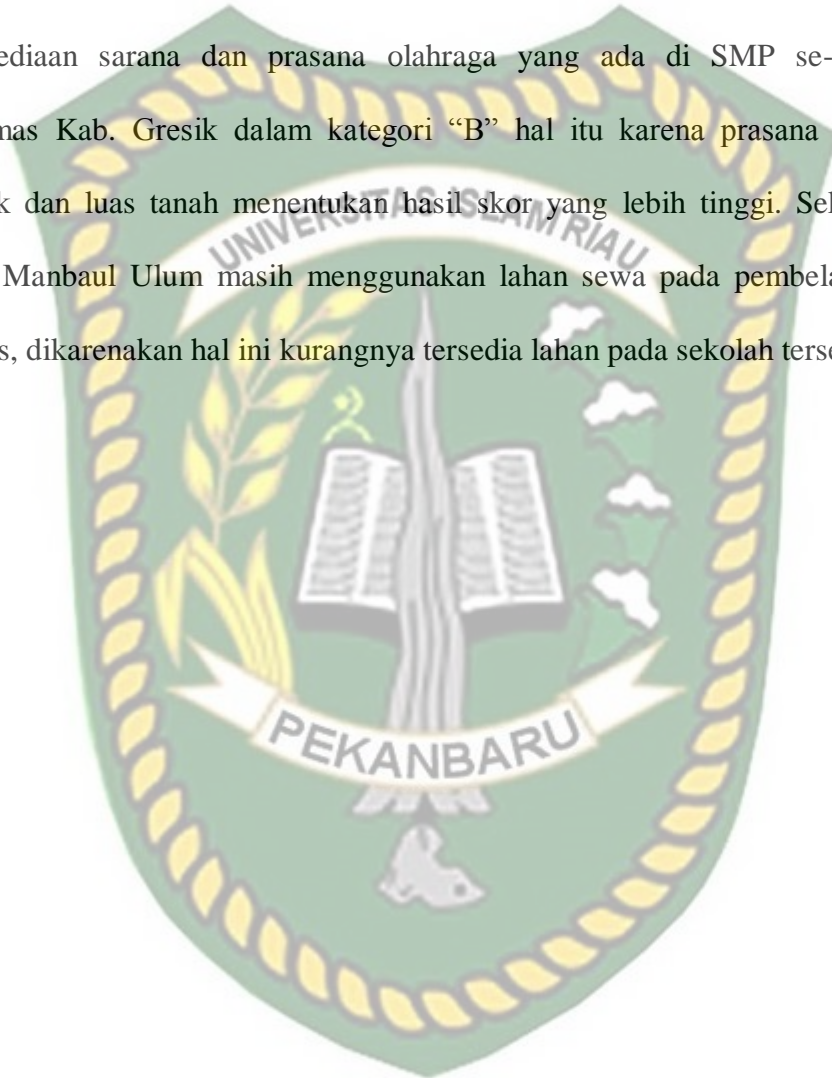 ediaan sarana dan prasana olahraga yang ada di SMP se-
mas Kab. Gresik dalam kategori “B” hal itu karena prasana
k dan luas tanah menentukan hasil skor yang lebih tinggi. Sel
Manbaul Ulum masih menggunakan lahan sewa pada pembela
s, dikarenakan hal ini kurangnya tersedia lahan pada sekolah terse
UNIVERSITAS ISLAM RIAU
PEKANBARU